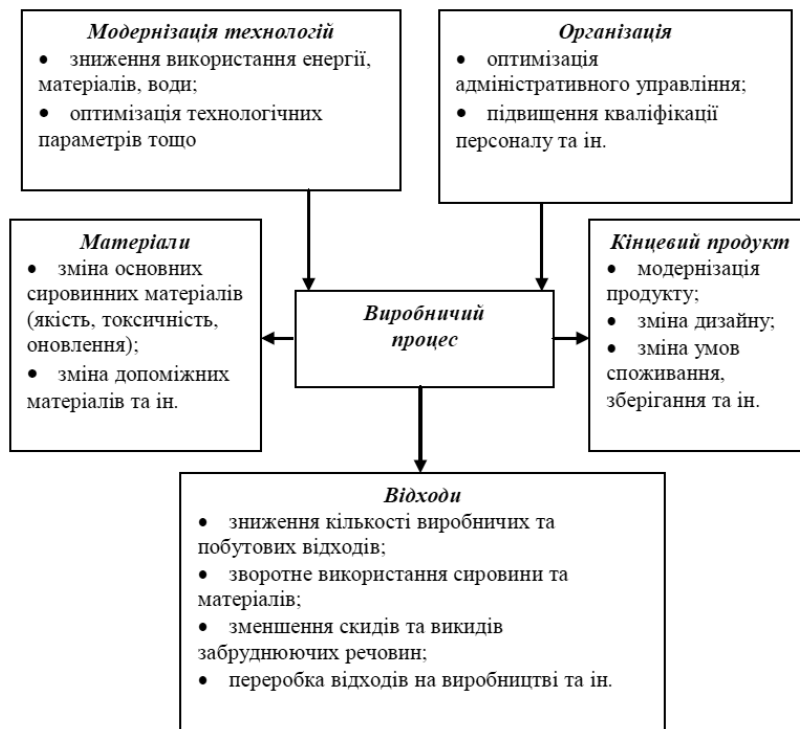 Модернізація технологій
• зниження використання енергії,
матеріалів, води;
• оптимізація технологічних
параметрів тощо
Організація
• оптимізація
адміністративного управління;
• підвищення кваліфікації
персоналу та ін.
Матеріали
• зміна основних
сировинних матеріалів
(якість, токсичність,
оновлення);
• зміна допоміжних
матеріалів та ін.
Виробничий
процес
Кінцевий продукт
• модернізація
продукту;
• зміна дизайну;
• зміна умов
споживання,
зберігання та ін.
Відходи
• зниження кількості виробничих та
побутових відходів;
• зворотне використання сировини та
матеріалів;
• зменшення скидів та викидів
забруднюючих речовин;
• переробка відходів на виробництві та ін.